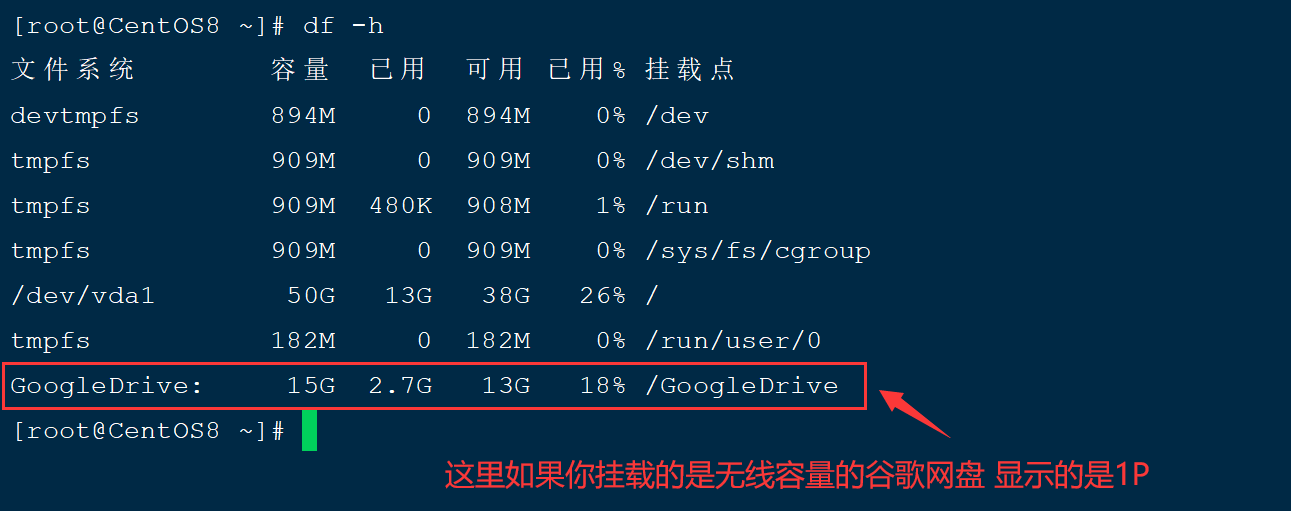 [root@CentOS8 ~]# df -h
文件系统 容量 已用 可用 已用% 挂载点
devtmpfs 894M 0 894M 0% /dev
tmpfs 909M 0 909M 0% /dev/shm
tmpfs 909M 480K 908M 1% /run
tmpfs 909M 0 909M 0% /sys/fs/cgroup
/dev/vda1 50G 13G 38G 26% /
tmpfs 182M 0 182M 0% /run/user/0
GoogleDrive: 15G 2.7G 13G 18% /GoogleDrive
[root@CentOS8 ~]#
这里如果你挂载的是无线容量的谷歌网盘 显示的是1P